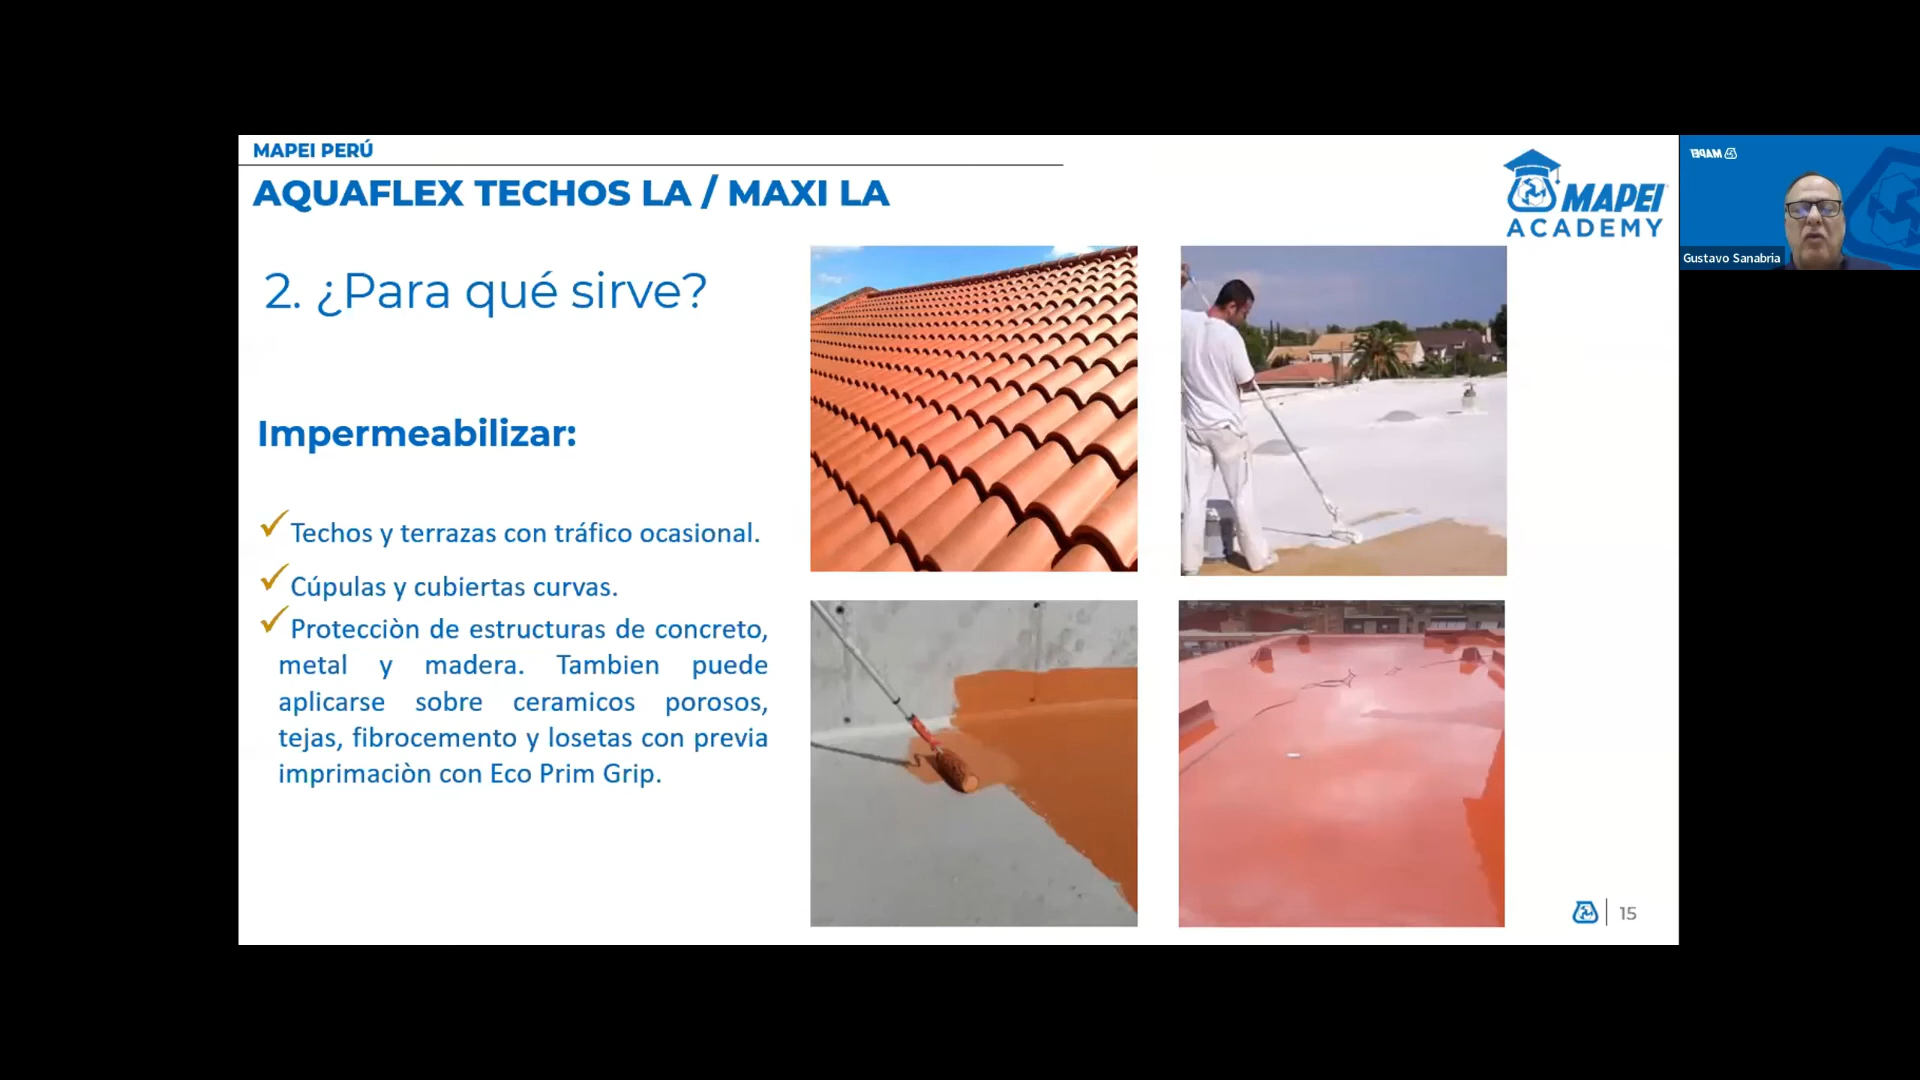 MAPEI PERÚ
AQUAFLEX TECHOS LA / MAXI LA
MAPEI
ACADEMY
MAPEI
Gustavo Sanabria
2. ¿Para qué sirve?
Impermeabilizar:
Techos y terrazas con tráfico ocasional.
Cúpulas y cubiertas curvas.
Protecciòn de estructuras de concreto,
metal y madera. Tambien puede
aplicarse sobre ceramicos porosos,
tejas, fibrocemento y losetas con previa
imprimaciòn con Eco Prim Grip.
15